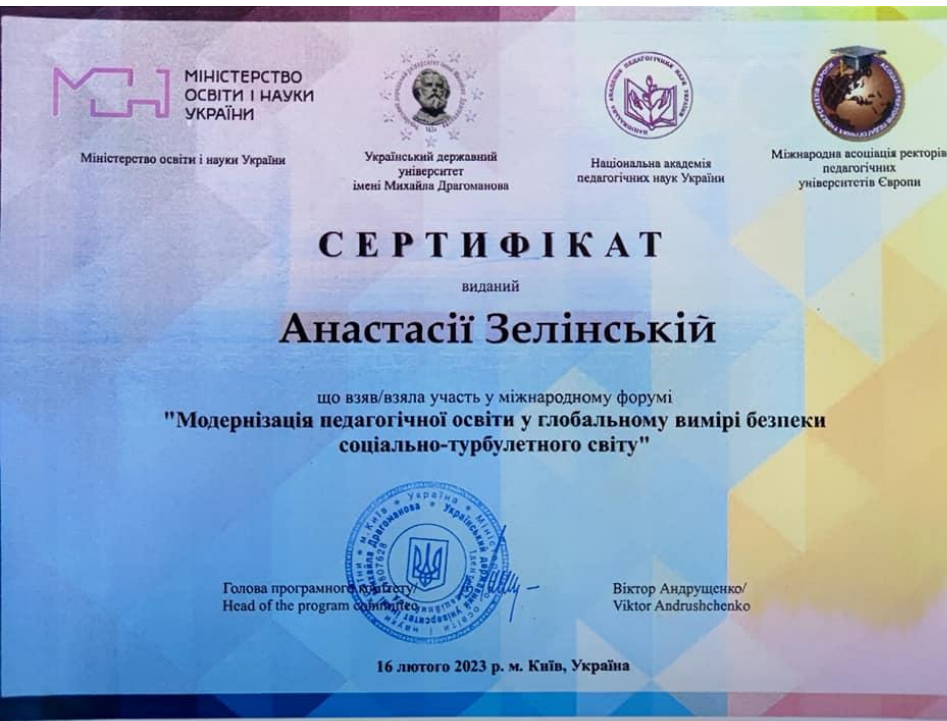 МІНІСТЕРСТВО
ОСВІТИ І НАУКИ
УКРАЇНИ
Міністерство освіти і науки України
Український державний
університет
імені Михайла Драгоманова
Національна академія
педагогічних наук України
Міжнародна асоціація ректорів
педагогічних
університетів Європи
СЕРТИФІКАТ
виданий
Анастасії Зелінській
що взяв/взяла участь у міжнародному форумі
"Модернізація педагогічної освіти у глобальному вимірі безпеки
соціально-турбулетного світу"
Голова програмного комітету/
Head of the program committee
Віктор Андрущенко/
Viktor Andrushchenko
16 лютого 2023 р. м. Київ, Україна